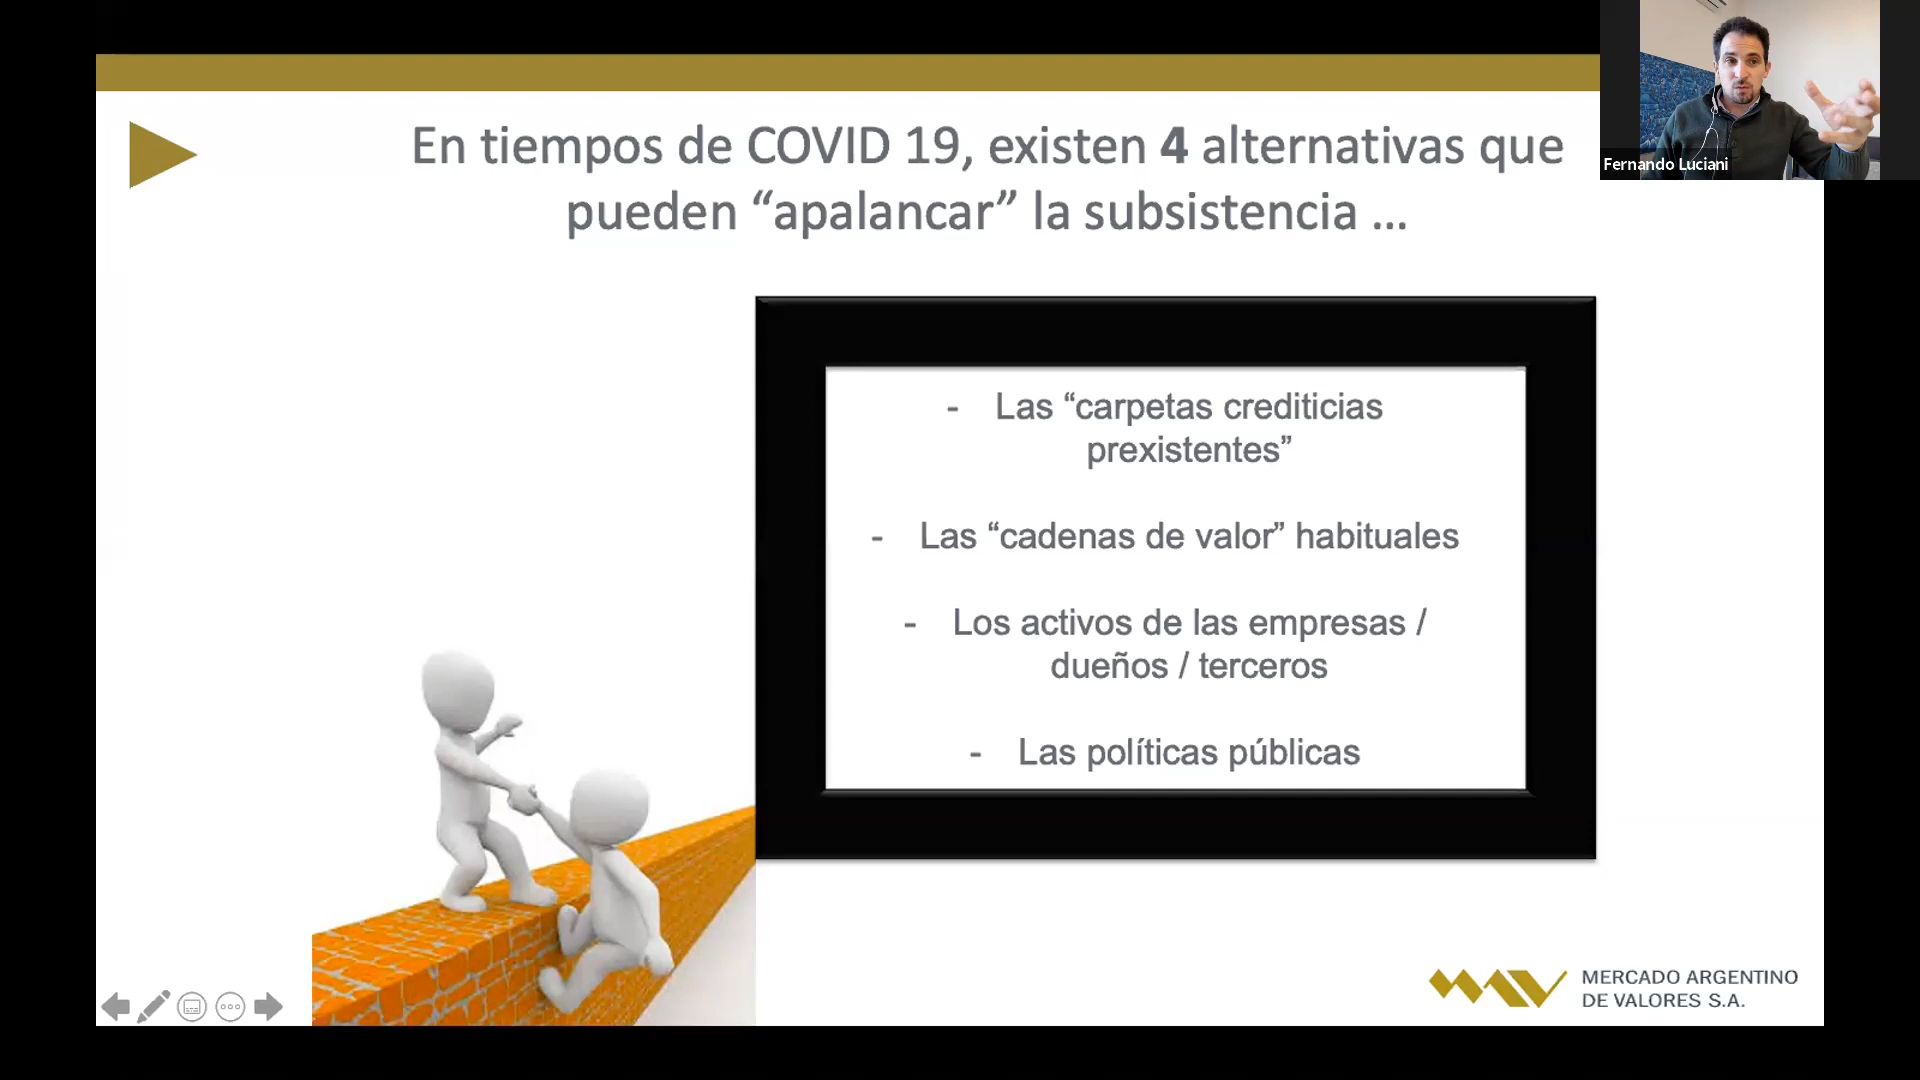 En tiempos de COVID 19, existen 4 alternativas que
pueden “apalancar” la subsistencia ...
Fernando Luciani
- Las “carpetas crediticias
prexistentes”
- Las “cadenas de valor” habituales
- Los activos de las empresas /
dueños / terceros
- Las políticas públicas
MERCADO ARGENTINO
DE VALORES S.A.